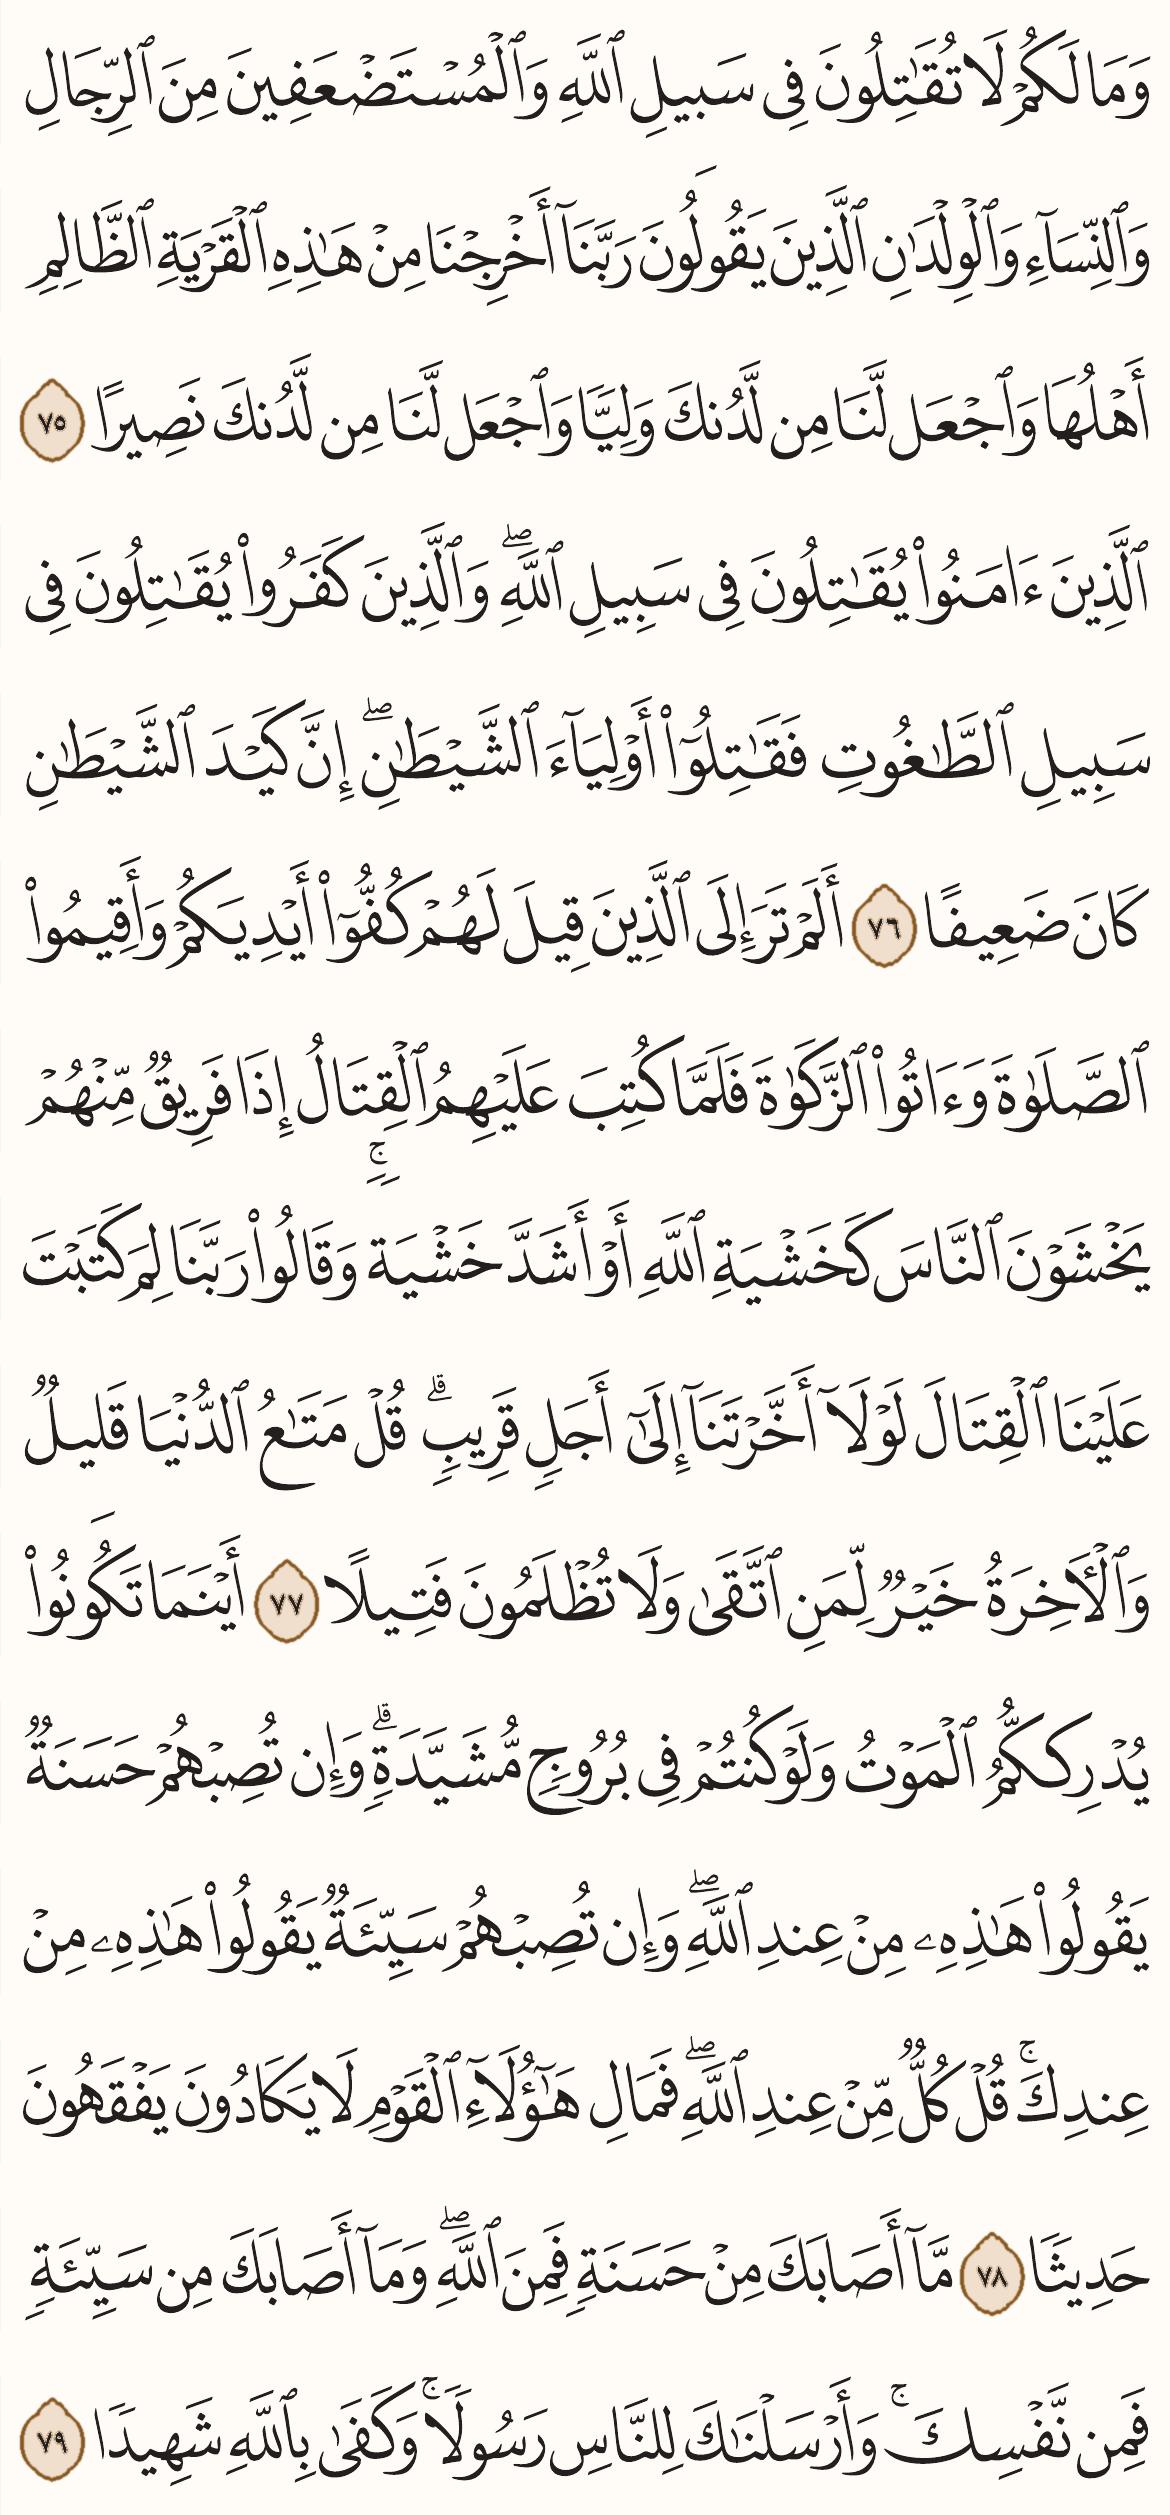 وَمَا لَكُمْ لَا تُقَٰتِلُونَ فِى سَبِيلِ ٱللَّهِ وَٱلْمُسْتَضْعَفِينَ مِنَ ٱلرِّجَالِ
وَٱلنِّسَآءِ وَٱلْوِلْدَٰنِ ٱلَّذِينَ يَقُولُونَ رَبَّنَآ أَخْرِجْنَا مِنْ هَٰذِهِ ٱلْقَرْيَةِ ٱلظَّالِمِ
أَهْلُهَا وَٱجْعَل لَّنَا مِن لَّدُنكَ وَلِيًّا وَٱجْعَل لَّنَا مِن لَّدُنكَ نَصِيرًا ٧٥
ٱلَّذِينَ ءَامَنُوا۟ يُقَٰتِلُونَ فِى سَبِيلِ ٱللَّهِ ۖ وَٱلَّذِينَ كَفَرُوا۟ يُقَٰتِلُونَ فِى
سَبِيلِ ٱلطَّٰغُوتِ فَقَٰتِلُوٓا۟ أَوْلِيَآءَ ٱلشَّيْطَٰنِ ۖ إِنَّ كَيْدَ ٱلشَّيْطَٰنِ
كَانَ ضَعِيفًا ٧٦ أَلَمْ تَرَ إِلَى ٱلَّذِينَ قِيلَ لَهُمْ كُفُّوٓا۟ أَيْدِيَكُمْ وَأَقِيمُوا۟
ٱلصَّلَوٰةَ وَءَاتُوا۟ ٱلزَّكَوٰةَ فَلَمَّا كُتِبَ عَلَيْهِمُ ٱلْقِتَالُ إِذَا فَرِيقٌ مِّنْهُمْ
يَخْشَوْنَ ٱلنَّاسَ كَخَشْيَةِ ٱللَّهِ أَوْ أَشَدَّ خَشْيَةً ۚ وَقَالُوا۟ رَبَّنَا لِمَ كَتَبْتَ
عَلَيْنَا ٱلْقِتَالَ لَوْلَآ أَخَّرْتَنَآ إِلَىٰٓ أَجَلٍ قَرِيبٍ ۗ قُلْ مَتَٰعُ ٱلدُّنْيَا قَلِيلٌ
وَٱلْءَاخِرَةُ خَيْرٌ لِّمَنِ ٱتَّقَىٰ وَلَا تُظْلَمُونَ فَتِيلًا ٧٧ أَيْنَمَا تَكُونُوا۟
يُدْرِككُّمُ ٱلْمَوْتُ وَلَوْ كُنتُمْ فِى بُرُوجٍ مُّشَيَّدَةٍ ۗ وَإِن تُصِبْهُمْ حَسَنَةٌ
يَقُولُوا۟ هَٰذِهِۦ مِنْ عِندِ ٱللَّهِ ۖ وَإِن تُصِبْهُمْ سَيِّئَةٌ يَقُولُوا۟ هَٰذِهِۦ مِنْ
عِندِكَ ۚ قُلْ كُلٌّ مِّنْ عِندِ ٱللَّهِ ۖ فَمَالِ هَٰٓؤُلَآءِ ٱلْقَوْمِ لَا يَكَادُونَ يَفْقَهُونَ
حَدِيثًا ٧٨ مَّآ أَصَابَكَ مِنْ حَسَنَةٍ فَمِنَ ٱللَّهِ ۖ وَمَآ أَصَابَكَ مِن سَيِّئَةٍ
فَمِن نَّفْسِكَ ۚ وَأَرْسَلْنَٰكَ لِلنَّاسِ رَسُولًا ۚ وَكَفَىٰ بِٱللَّهِ شَهِيدًا ٧٩